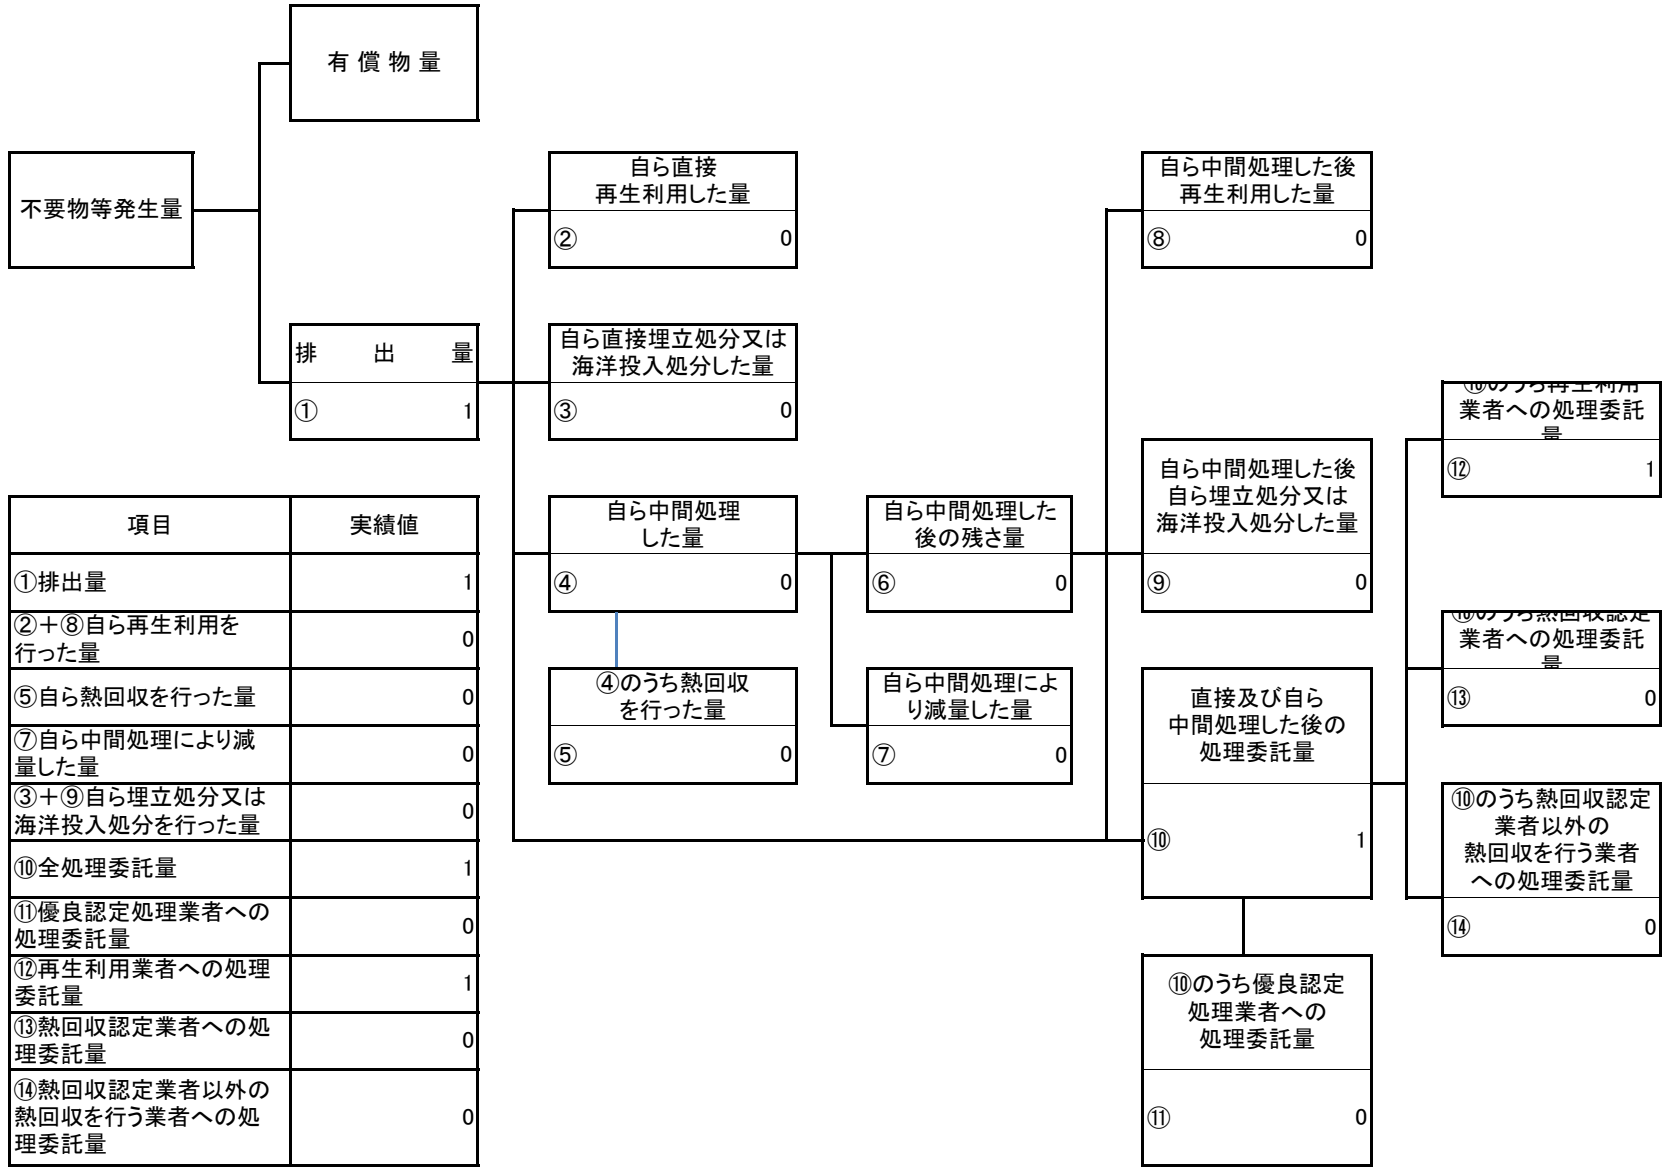 有償物量
不要物等発生量
排出量
① 1
自ら直接
再生利用した量
② 0
自ら直接埋立処分又は
海洋投入処分した量
③ 0
自ら中間処理
した量
④ 0
④のうち熱回収
を行った量
⑤ 0
自ら中間処理した
後の残さ量
⑥ 0
自ら中間処理によ
り減量した量
⑦ 0
自ら中間処理した後
再生利用した量
⑧ 0
自ら中間処理した後
自ら埋立処分又は
海洋投入処分した量
⑨ 0
直接及び自ら
中間処理した後の
処理委託量
⑩ 1
⑩のうち優良認定
処理業者への
処理委託量
⑪ 0
⑩のうち再生利用
業者への処理委託
量
⑫ 1
⑩のうち熱回収認定
業者への処理委託
量
⑬ 0
⑩のうち熱回収認定
業者以外の
熱回収を行う業者
への処理委託量
⑭ 0
項目 実績値
①排出量 1
②+⑧自ら再生利用を
行った量 0
⑤自ら熱回収を行った量 0
⑦自ら中間処理により減
量した量 0
③+⑨自ら埋立処分又は
海洋投入処分を行った量 0
⑩全処理委託量 1
⑪優良認定処理業者への
処理委託量 0
⑫再生利用業者への処理
委託量 1
⑬熱回収認定業者への処
理委託量 0
⑭熱回収認定業者以外の
熱回収を行う業者への処
理委託量 0